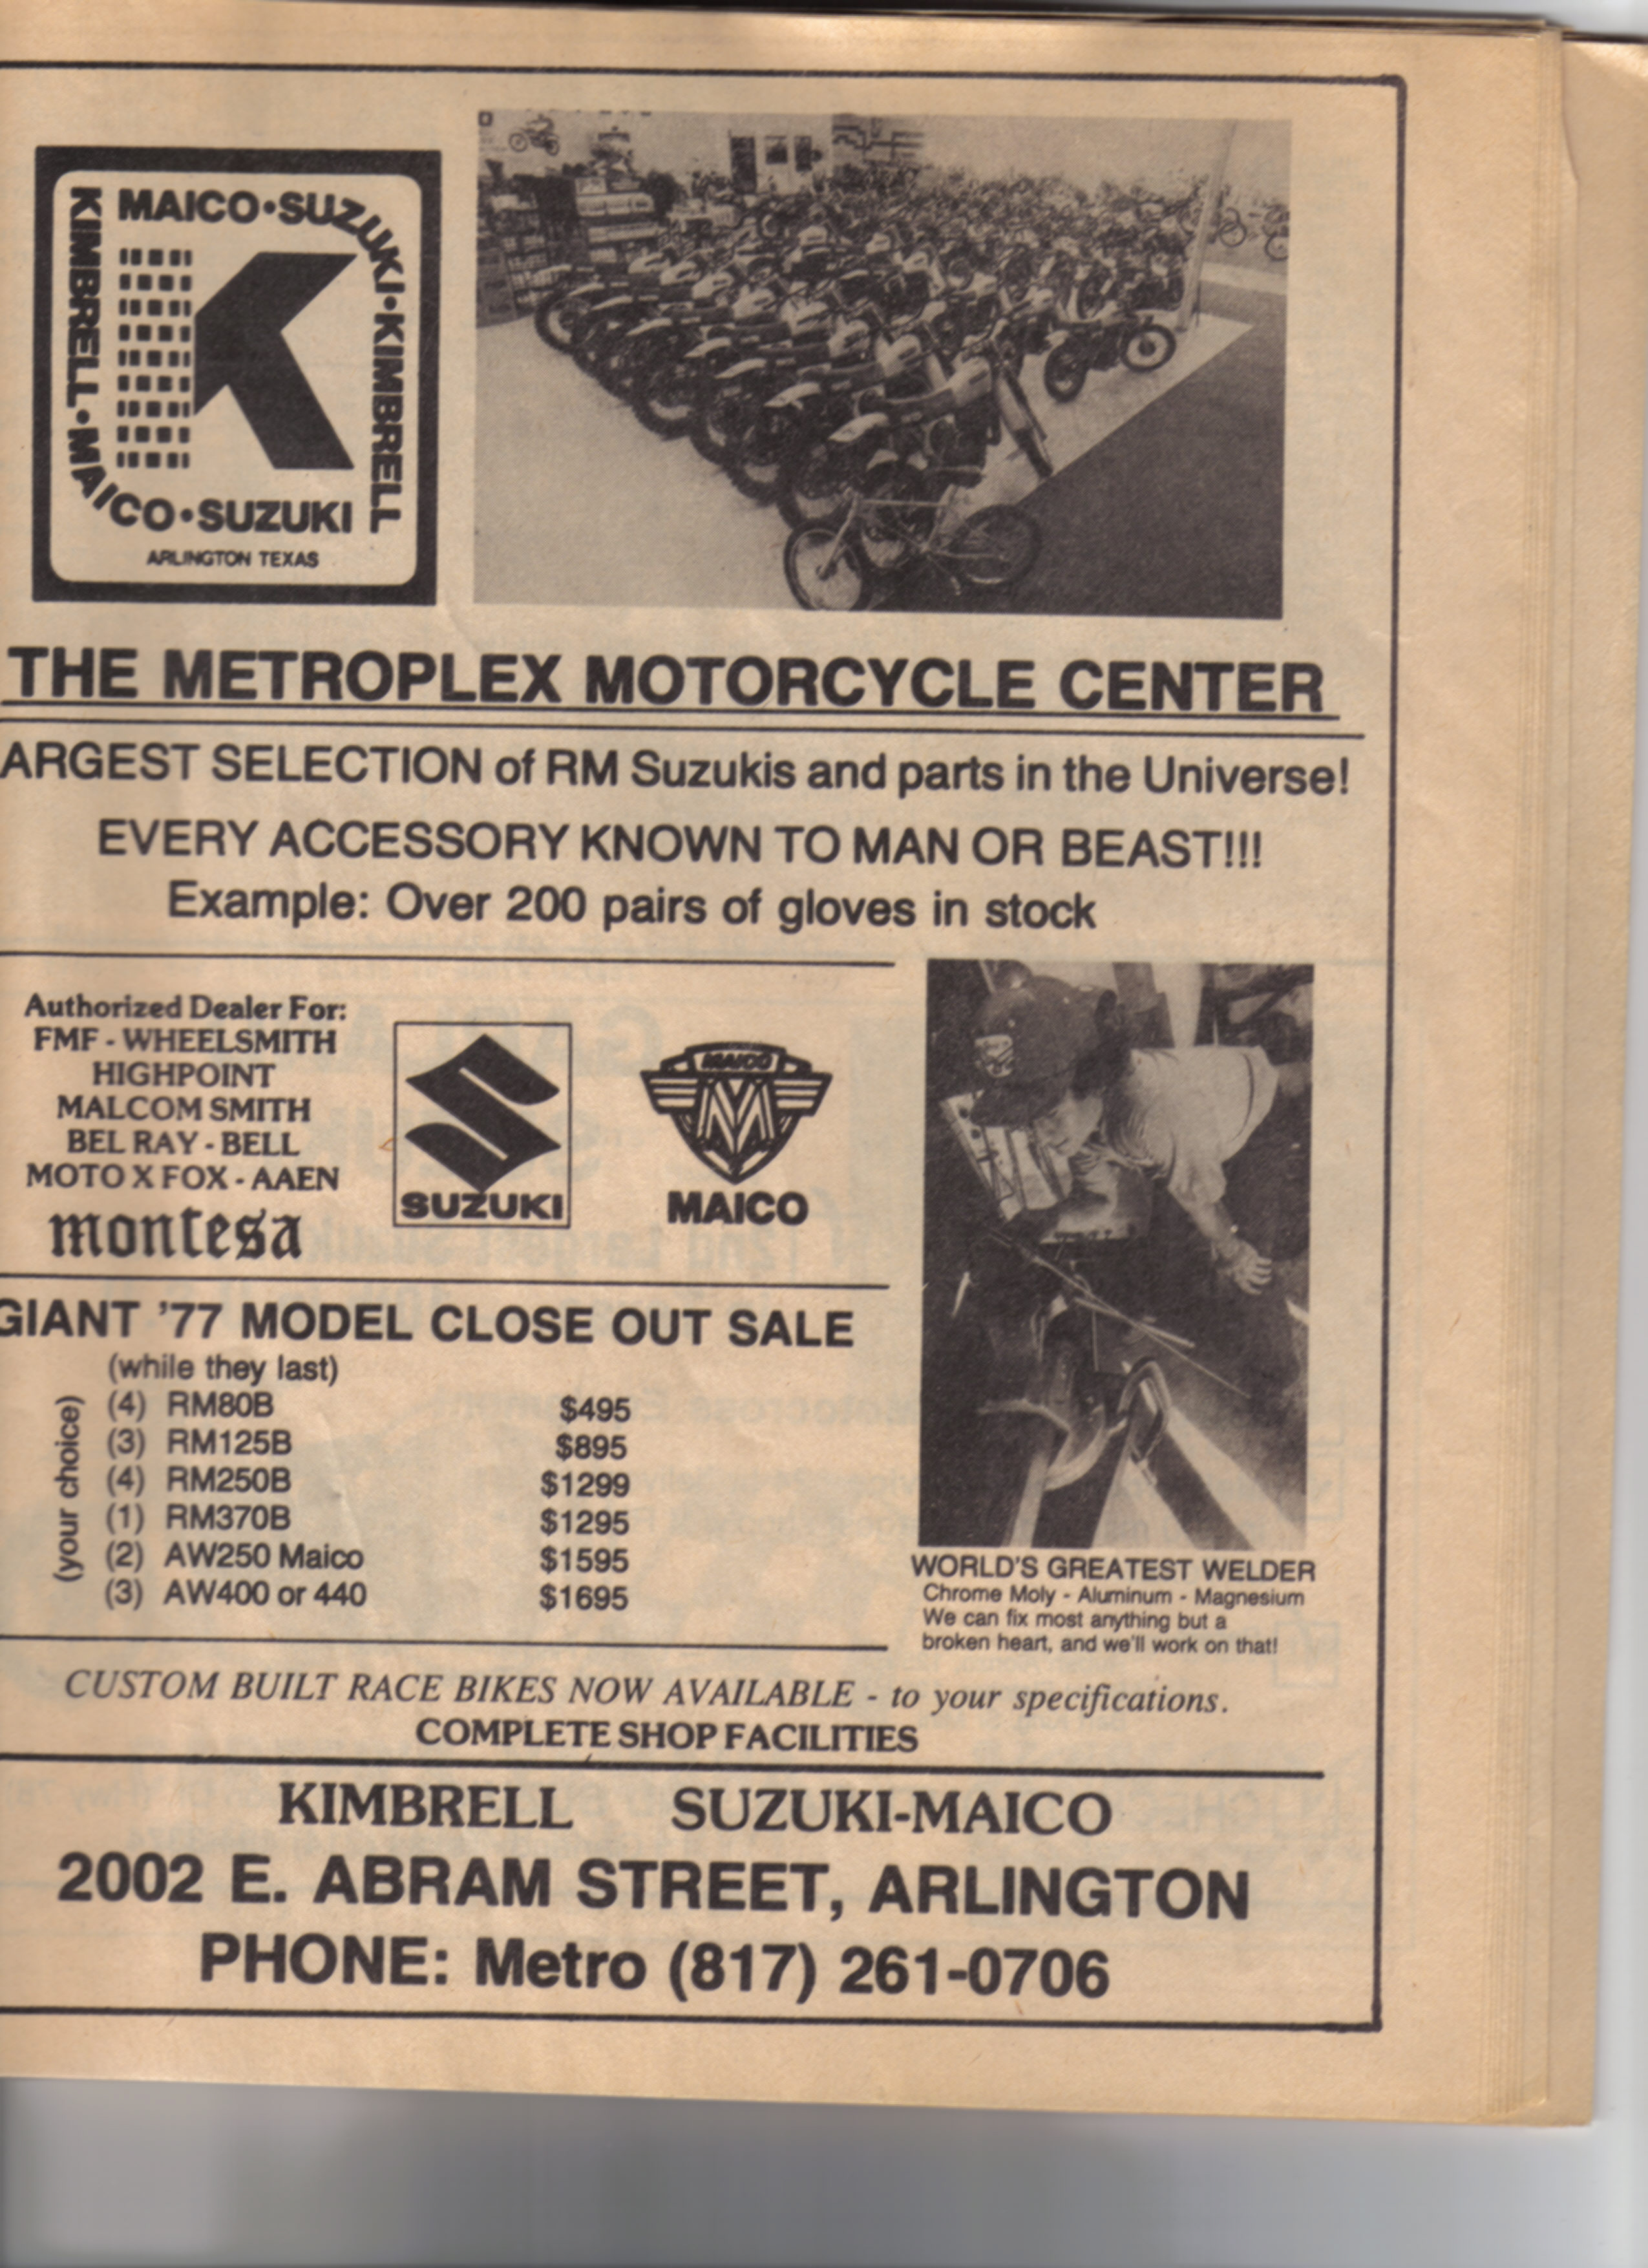 MAICO•SUZUKI•KIMBRELL
KIMBRELL•MAICO•SUZUKI
K
ARLINGTON TEXAS
THE METROPLEX MOTORCYCLE CENTER
ARGEST SELECTION of RM Suzukis and parts in the Universe!
EVERY ACCESSORY KNOWN TO MAN OR BEAST!!!
Example: Over 200 pairs of gloves in stock
Authorized Dealer For:
FMF - WHEELSMITH
HIGHPOINT
MALCOM SMITH
BEL RAY - BELL
MOTO X FOX - AAEN
montesa
SUZUKI
MAICO
MAICO
GIANT '77 MODEL CLOSE OUT SALE
(while they last)
(your choice)
(4) RM80B $495
(3) RM125B $895
(4) RM250B $1299
(1) RM370B $1295
(2) AW250 Maico $1595
(3) AW400 or 440 $1695
WORLD'S GREATEST WELDER
Chrome Moly - Aluminum - Magnesium
We can fix most anything but a
broken heart, and we'll work on that!
CUSTOM BUILT RACE BIKES NOW AVAILABLE - to your specifications.
COMPLETE SHOP FACILITIES
KIMBRELL SUZUKI-MAICO
2002 E. ABRAM STREET, ARLINGTON
PHONE: Metro (817) 261-0706